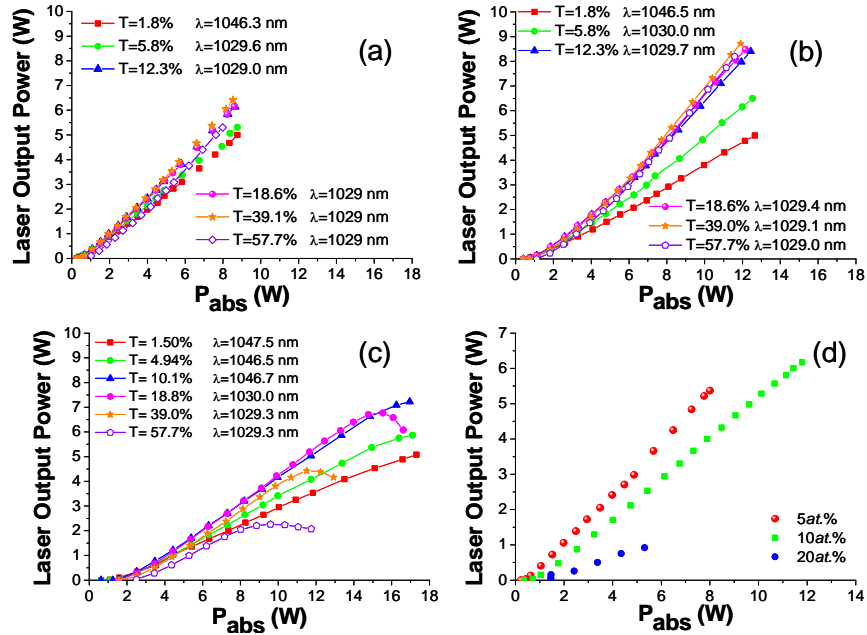 (a)
T=1.8% λ=1046.3 nm
T=5.8% λ=1029.6 nm
T=12.3% λ=1029.0 nm
T=18.6% λ=1029 nm
T=39.1% λ=1029 nm
T=57.7% λ=1029 nm
Laser Output Power (W)
10
9
8
7
6
5
4
3
2
1
0
0 2 4 6 8 10 12 14 16 18
Pabs (W)
(b)
T=1.8% λ=1046.5 nm
T=5.8% λ=1030.0 nm
T=12.3% λ=1029.7 nm
T=18.6% λ=1029.4 nm
T=39.0% λ=1029.1 nm
T=57.7% λ=1029.0 nm
Laser Output Power (W)
10
9
8
7
6
5
4
3
2
1
0
0 2 4 6 8 10 12 14 16 18
Pabs (W)
(c)
T= 1.50% λ=1047.5 nm
T= 4.94% λ=1046.5 nm
T= 10.1% λ=1046.7 nm
T= 18.8% λ=1030.0 nm
T= 39.0% λ=1029.3 nm
T= 57.7% λ=1029.3 nm
Laser Output Power (W)
10
9
8
7
6
5
4
3
2
1
0
0 2 4 6 8 10 12 14 16 18
Pabs (W)
(d)
5at.%
10at.%
20at.%
Laser Output Power (W)
7
6
5
4
3
2
1
0
0 2 4 6 8 10 12 14
Pabs (W)